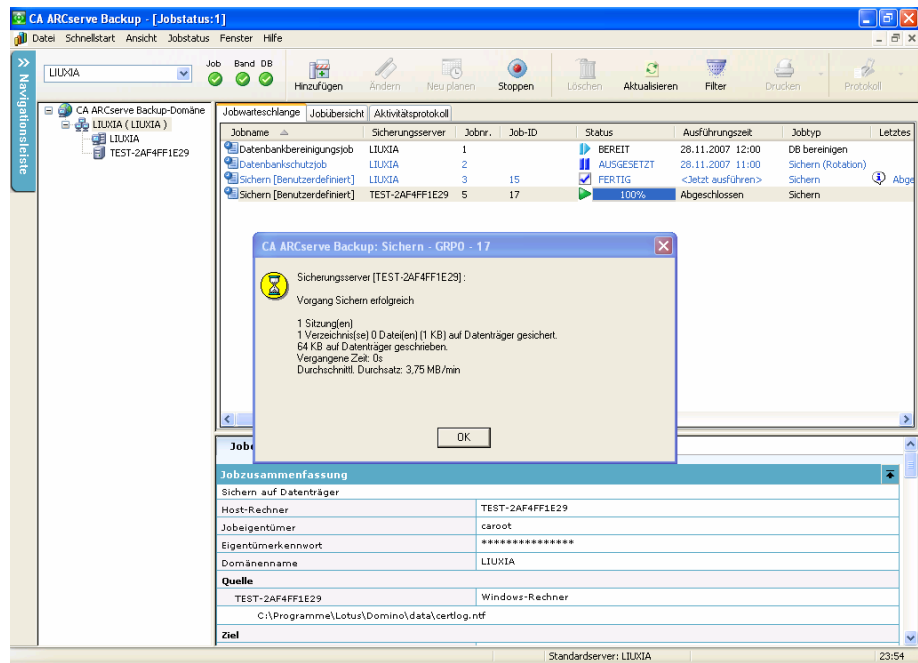 CA ARCserve Backup - [Jobstatus:1]
Datei Schnellstart Ansicht Jobstatus Fenster Hilfe
Navigationsleiste
LIUXIA
Job Band DB
Hinzufügen Ändern Neu planen Stoppen Löschen Aktualisieren Filter Drucken Protokoll
CA ARCserve Backup-Domäne
LIUXIA ( LIUXIA )
LIUXIA
TEST-2AF4FF1E29
Jobwarteschlange Jobübersicht Aktivitätsprotokoll
Jobname Sicherungsserver Jobnr. Job-ID Status Ausführungszeit Jobtyp Letztes
Datenbankbereinigungsjob LIUXIA 1 BEREIT 28.11.2007 12:00 DB bereinigen
Datenbankschutzjob LIUXIA 2 AUSGESETZT 28.11.2007 11:00 Sichern (Rotation)
Sichern [Benutzerdefiniert] LIUXIA 3 15 FERTIG <Jetzt ausführen> Sichern Abge
Sichern [Benutzerdefiniert] TEST-2AF4FF1E29 5 17 100% Abgeschlossen Sichern
CA ARCserve Backup: Sichern - GRP0 - 17
Sicherungsserver [TEST-2AF4FF1E29] :
Vorgang Sichern erfolgreich
1 Sitzung(en)
1 Verzeichnis(se) 0 Datei(en) (1 KB) auf Datenträger gesichert.
64 KB auf Datenträger geschrieben.
Vergangene Zeit: 0s
Durchschnittl. Durchsatz: 3,75 MB/min
OK
Jobzusammenfassung
Sichern auf Datenträger
Host-Rechner TEST-2AF4FF1E29
Jobeigentümer caroot
Eigentümerkennwort ***************
Domänenname LIUXIA
Quelle
TEST-2AF4FF1E29 Windows-Rechner
C:\Programme\Lotus\Domino\data\certlog.ntf
Ziel
Standardserver: LIUXIA 23:54